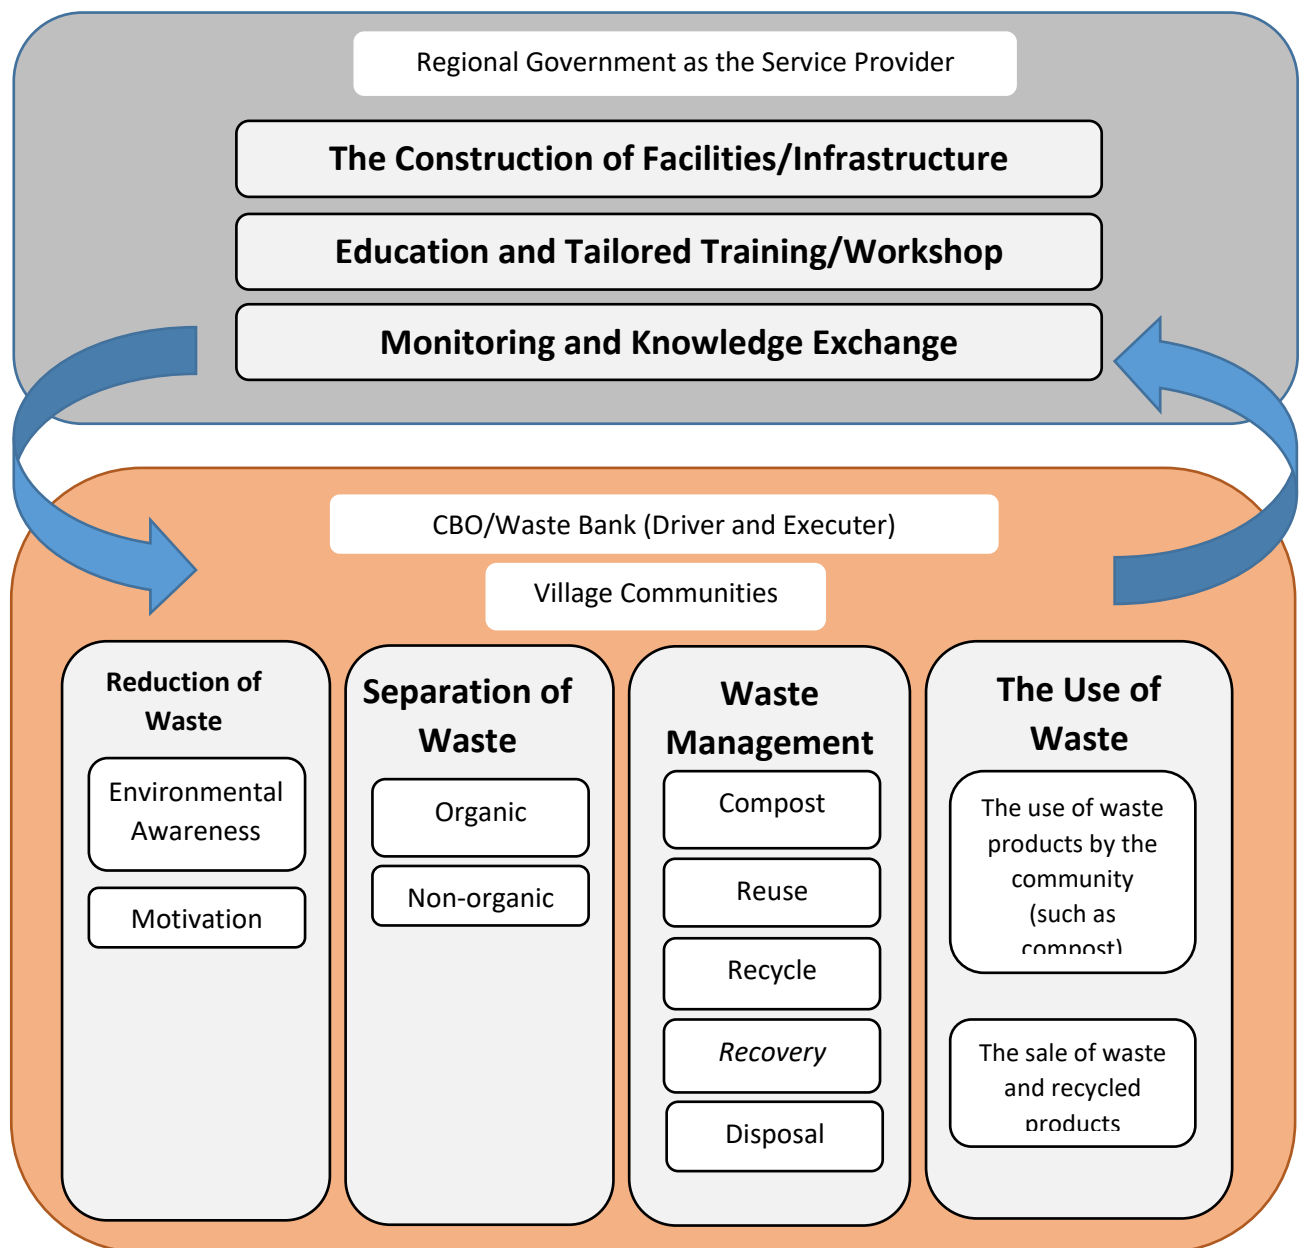 Regional Government as the Service Provider
The Construction of Facilities/Infrastructure
Education and Tailored Training/Workshop
Monitoring and Knowledge Exchange
CBO/Waste Bank (Driver and Executer)
Village Communities
Reduction of
Waste
Environmental
Awareness
Motivation
Separation of
Waste
Organic
Non-organic
Waste
Management
Compost
Reuse
Recycle
Recovery
Disposal
The Use of
Waste
The use of waste
products by the
community
(such as
compost)
The sale of waste
and recycled
products